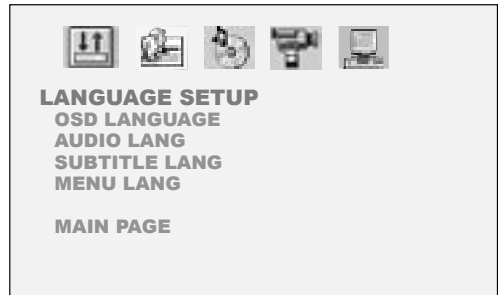 LANGUAGE SETUP
OSD LANGUAGE
AUDIO LANG
SUBTITLE LANG
MENU LANG
MAIN PAGE